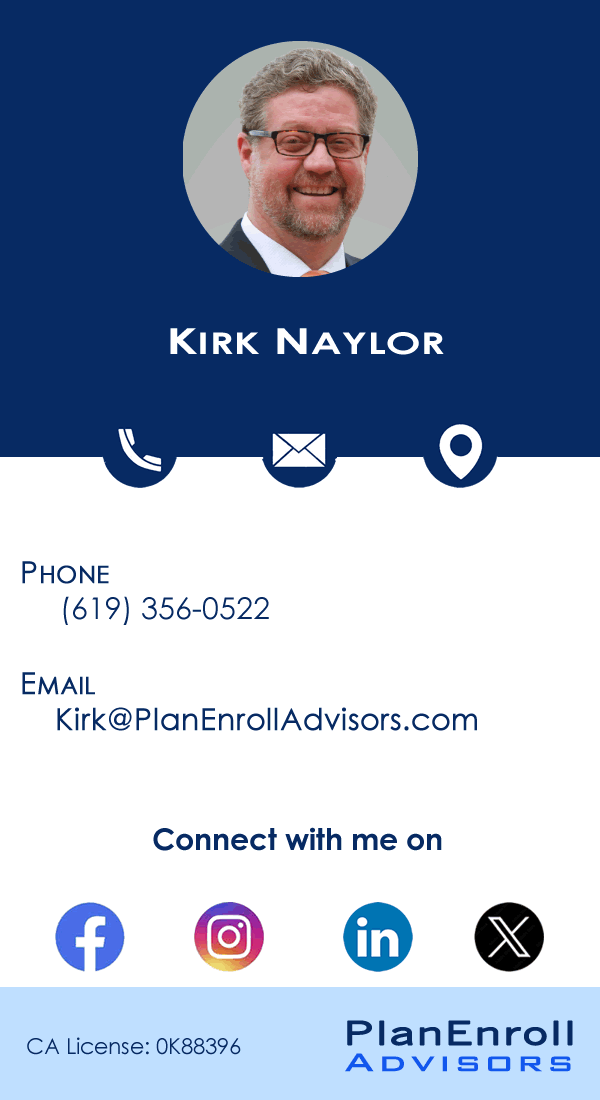 Kirk Naylor
Phone
(619) 356-0522
Email
Kirk@PlanEnrollAdvisors.com
Connect with me on
CA License: 0K88396
PlanEnroll
Advisors